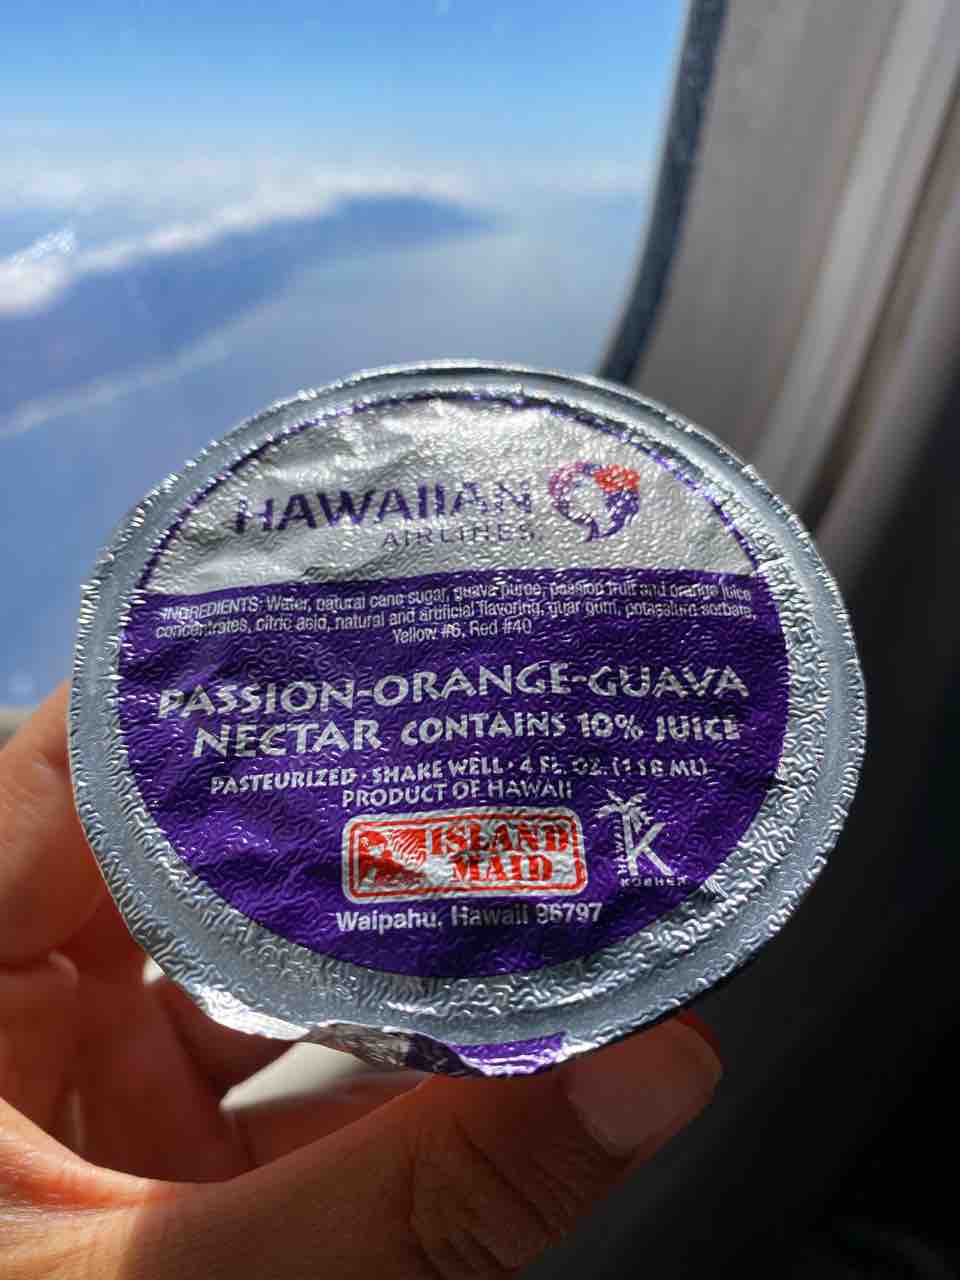 HAWAIIAN
AIRLINES®
INGREDIENTS: Water, natural cane sugar, guava puree, passion fruit and orange juice
concentrates, citric acid, natural and artificial flavoring, guar gum, potassium sorbate,
Yellow #6, Red #40
PASSION-ORANGE-GUAVA
NECTAR CONTAINS 10% JUICE
PASTEURIZED · SHAKE WELL · 4 FL. OZ. (118 ML)
PRODUCT OF HAWAII
ISLAND
MAID
K
KOSHER
Waipahu, Hawaii 96797